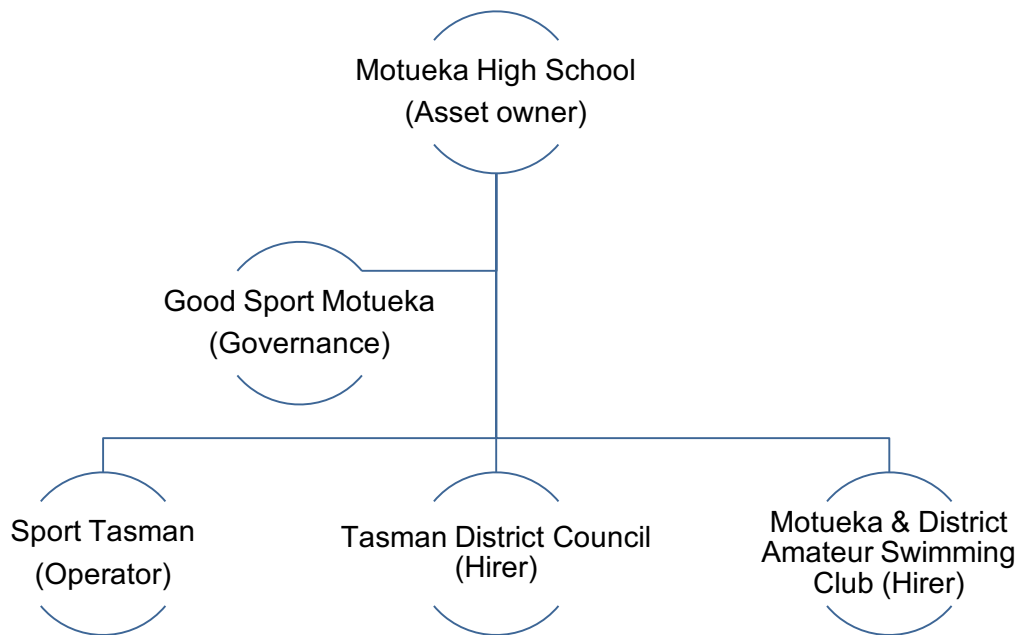 Motueka High School
(Asset owner)
Good Sport Motueka
(Governance)
Sport Tasman
(Operator)
Tasman District Council
(Hirer)
Motueka & District
Amateur Swimming
Club (Hirer)